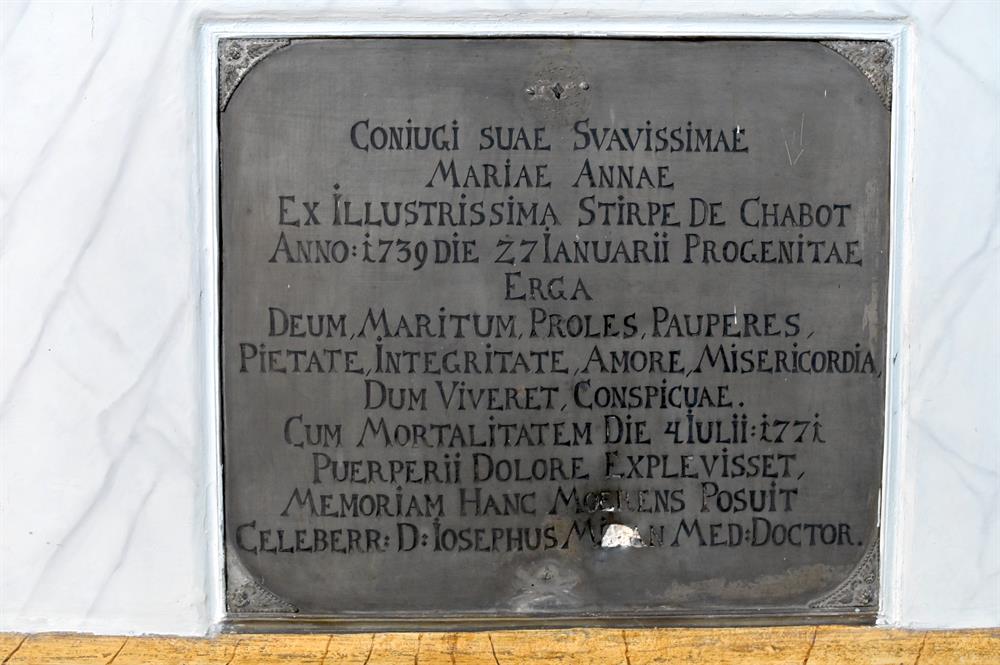 CONIUGI SUAE SVAVISSIMAE
MARIAE ANNAE
EX ILLUSTRISSIMA STIRPE DE CHABOT
ANNO: 1739 DIE 27 IANUARII PROGENITAE
ERGA
DEUM, MARITUM, PROLES, PAUPERES,
PIETATE, INTEGRITATE, AMORE, MISERICORDIA,
DUM VIVERET, CONSPICUAE.
CUM MORTALITATEM DIE 4 IULII: 1771
PUERPERII DOLORE EXPLEVISSET,
MEMORIAM HANC MOERENS POSUIT
CELEBERR: D: IOSEPHUS MED: DOCTOR.